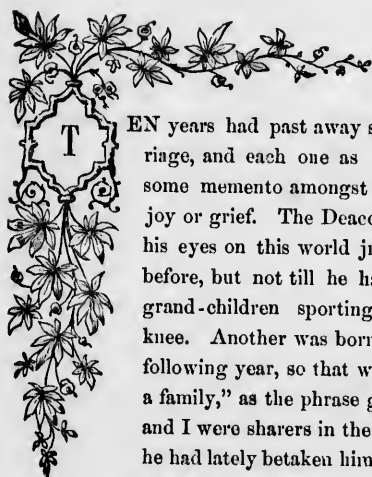 TEN years had past away s
riage, and each one as
some memento amongst
joy or grief. The Deaco
his eyes on this world j
before, but not till he ha
grand-children sporting
knee. Another was born
following year, so that w
a family,” as the phrase g
and I were sharers in the
he had lately betaken him